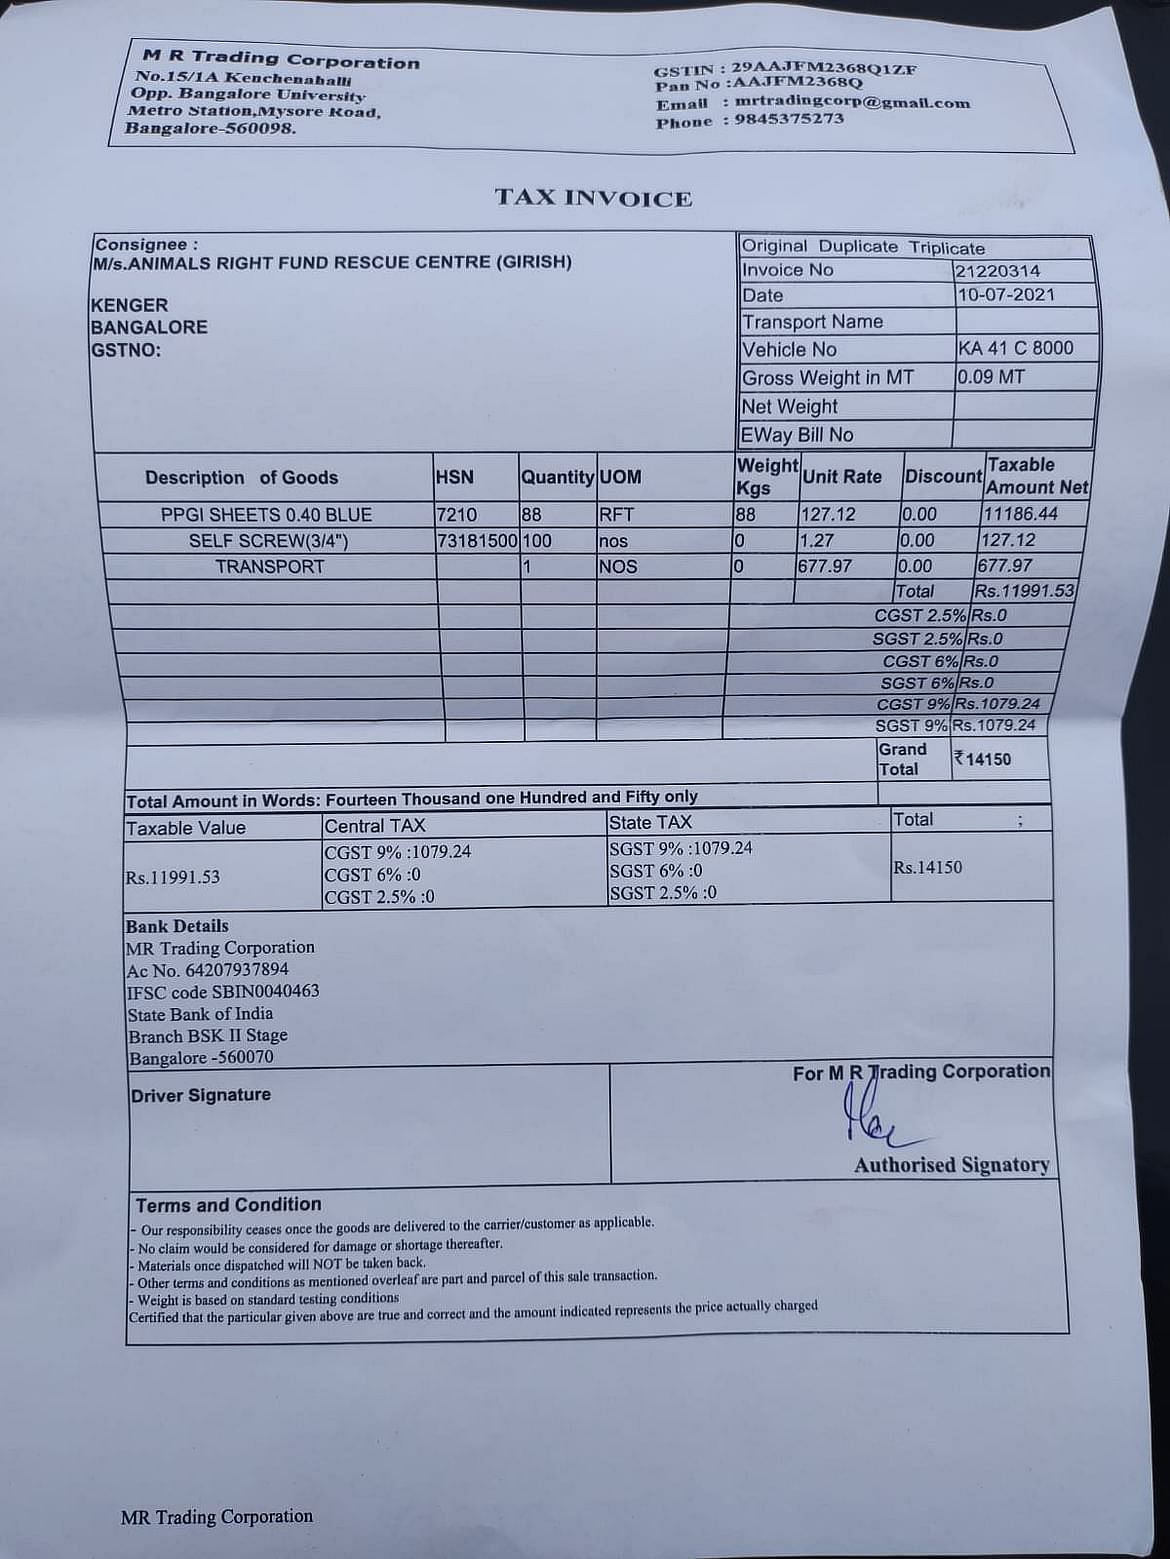 M R Trading Corporation
No.15/1A Kenchenahalli
Opp. Bangalore University
Metro Station,Mysore Road,
Bangalore-560098.
GSTIN : 29AAJFM2368Q1ZF
Pan No :AAJFM2368Q
Email : mrtradingcorp@gmail.com
Phone : 9845375273
TAX INVOICE
Consignee :
M/s.ANIMALS RIGHT FUND RESCUE CENTRE (GIRISH)
KENGER
BANGALORE
GSTNO:
Original Duplicate Triplicate
Invoice No 21220314
Date 10-07-2021
Transport Name
Vehicle No KA 41 C 8000
Gross Weight in MT 0.09 MT
Net Weight
EWay Bill No
Description of Goods HSN Quantity UOM Weight Kgs Unit Rate Discount Taxable Amount Net
PPGI SHEETS 0.40 BLUE 7210 88 RFT 88 127.12 0.00 11186.44
SELF SCREW(3/4") 73181500 100 nos 0 1.27 0.00 127.12
TRANSPORT 1 NOS 0 677.97 0.00 677.97
Total Rs.11991.53
CGST 2.5% Rs.0
SGST 2.5% Rs.0
CGST 6% Rs.0
SGST 6% Rs.0
CGST 9% Rs.1079.24
SGST 9% Rs.1079.24
Grand Total ₹14150
Total Amount in Words: Fourteen Thousand one Hundred and Fifty only
Taxable Value Central TAX State TAX Total ;
CGST 9% :1079.24 SGST 9% :1079.24
Rs.11991.53 CGST 6% :0 SGST 6% :0 Rs.14150
CGST 2.5% :0 SGST 2.5% :0
Bank Details
MR Trading Corporation
Ac No. 64207937894
IFSC code SBIN0040463
State Bank of India
Branch BSK II Stage
Bangalore -560070
Driver Signature
For M R Trading Corporation
Authorised Signatory
Terms and Condition
- Our responsibility ceases once the goods are delivered to the carrier/customer as applicable.
- No claim would be considered for damage or shortage thereafter.
- Materials once dispatched will NOT be taken back.
- Other terms and conditions as mentioned overleaf are part and parcel of this sale transaction.
- Weight is based on standard testing conditions
Certified that the particular given above are true and correct and the amount indicated represents the price actually charged
MR Trading Corporation